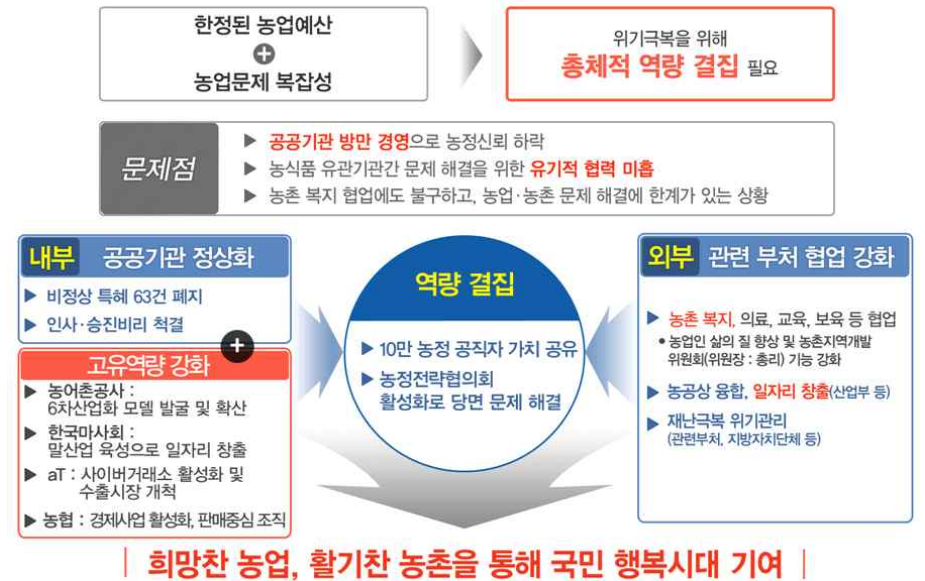 한정된 농업예산
+
농업문제 복잡성
위기극복을 위해
총체적 역량 결집 필요
문제점
▶ 공공기관 방만 경영으로 농정신뢰 하락
▶ 농식품 유관기관간 문제 해결을 위한 유기적 협력 미흡
▶ 농촌 복지 협업에도 불구하고, 농업·농촌 문제 해결에 한계가 있는 상황
내부 공공기관 정상화
▶ 비정상 특혜 63건 폐지
▶ 인사·승진비리 척결
+
고유역량 강화
▶ 농어촌공사 :
6차산업화 모델 발굴 및 확산
▶ 한국마사회 :
말산업 육성으로 일자리 창출
▶ aT : 사이버거래소 활성화 및
수출시장 개척
▶ 농협 : 경제사업 활성화, 판매중심 조직
역량 결집
▶ 10만 농정 공직자 가치 공유
▶ 농정전략협의회
활성화로 당면 문제 해결
외부 관련 부처 협업 강화
▶ 농촌 복지, 의료, 교육, 보육 등 협업
● 농업인 삶의 질 향상 및 농촌지역개발
위원회(위원장 : 총리) 기능 강화
▶ 농공상 융합, 일자리 창출(산업부 등)
▶ 재난극복 위기관리
(관련부처, 지방자치단체 등)
| 희망찬 농업, 활기찬 농촌을 통해 국민 행복시대 기여 |